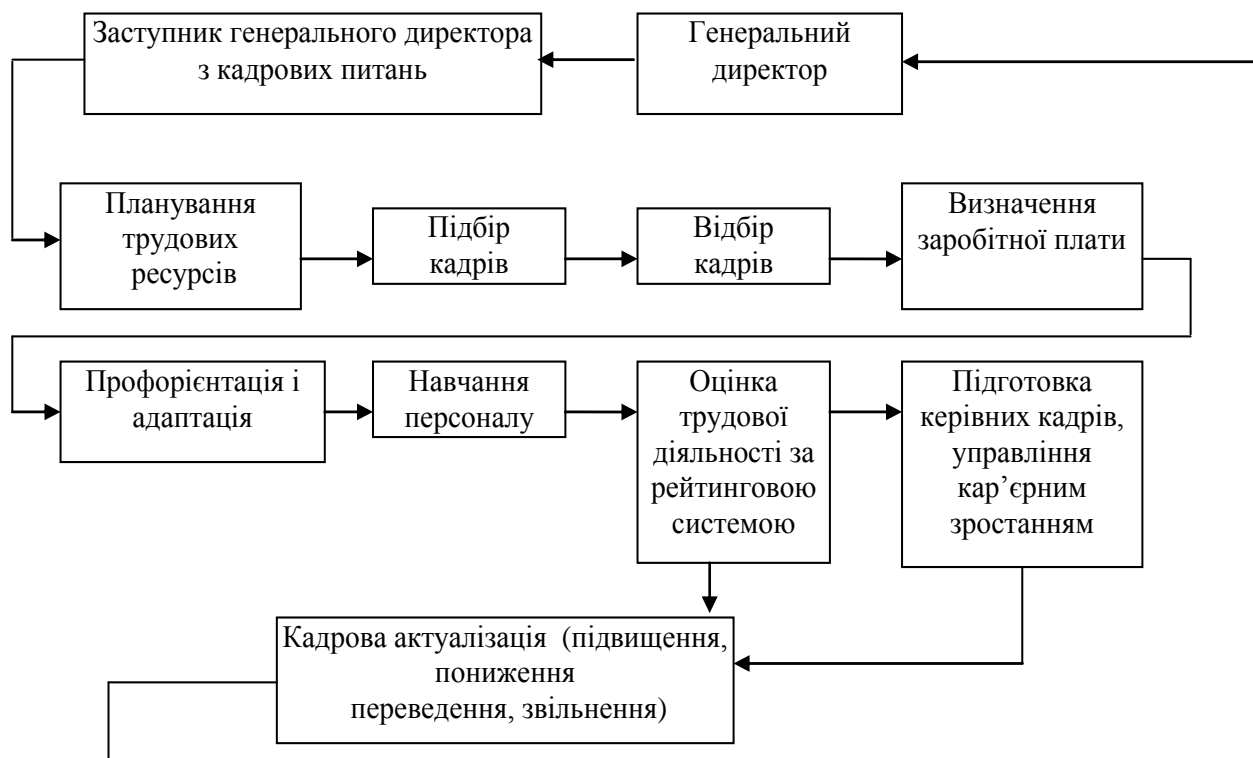 Заступник генерального директора
з кадрових питань
Генеральний
директор
Планування
трудових
ресурсів
Підбір
кадрів
Відбір
кадрів
Визначення
заробітної плати
Профорієнтація і
адаптація
Навчання
персоналу
Оцінка
трудової
діяльності за
рейтинговою
системою
Підготовка
керівних кадрів,
управління
кар’єрним
зростанням
Кадрова актуалізація (підвищення,
пониження
переведення, звільнення)